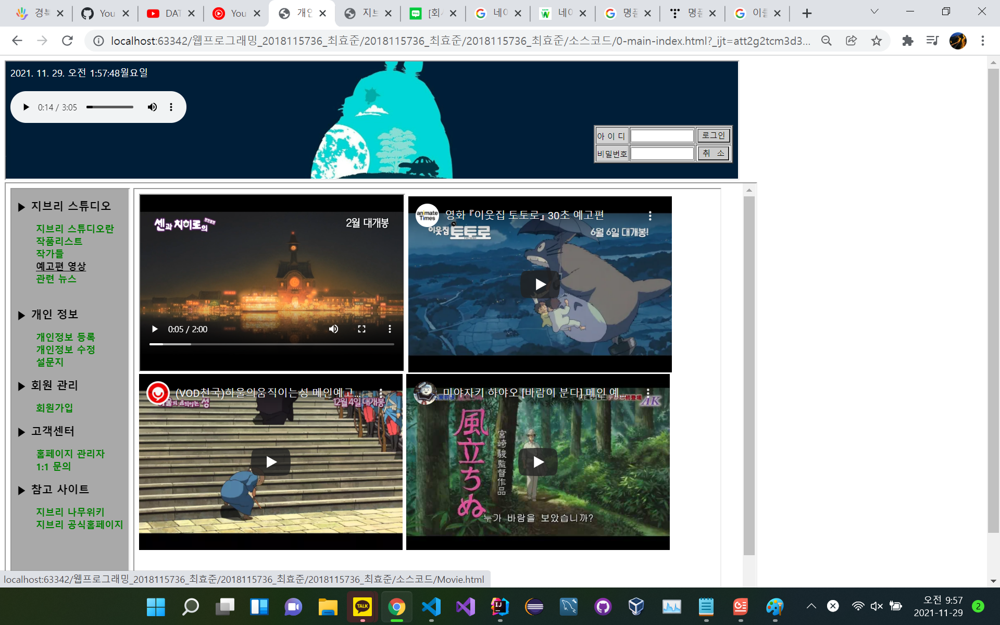 경북
You
DAT
You
개인
지브
[회사
네이
네이
명품
명품
이클
localhost:63342/웹프로그래밍_2018115736_최효준/2018115736_최효준/2018115736_최효준/소스코드/0-main-index.html?_ijt=att2g2tcm3d3...
2021. 11. 29. 오전 1:57:48월요일
0:14 / 3:05
아 이 디
로그인
비밀번호
취 소
지브리 스튜디오
지브리 스튜디오란
작품리스트
작가들
예고편 영상
관련 뉴스
개인 정보
개인정보 등록
개인정보 수정
설문지
회원 관리
회원가입
고객센터
홈페이지 관리자
1:1 문의
참고 사이트
지브리 나무위키
지브리 공식홈페이지
센과 치히로의
2월 대개봉
0:05 / 2:00
animate Times
영화 『이웃집 토토로』 30초 예고편
이웃집 토토로
TOTORO
6월 6일 대개봉!
(VOD천국)하울의움직이는성 메인예고...
하울의 움직이는 성
12월 4일 대개봉
미야자키 하야오 [바람이 분다] 메인 예...
AK
風立ちぬ
宮崎駿監督作品
누가 바람을 보았습니까?
localhost:63342/웹프로그래밍_2018115736_최효준/2018115736_최효준/2018115736_최효준/소스코드/Movie.html
TALK
IJ
오전 9:57
2021-11-29
2